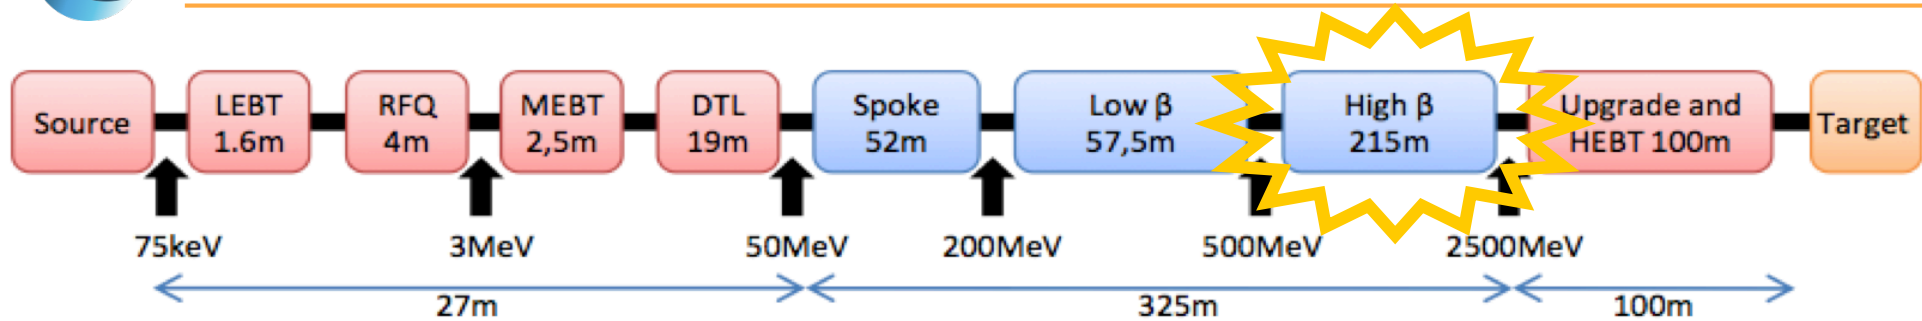 Source
LEBT
1.6m
RFQ
4m
MEBT
2,5m
DTL
19m
Spoke
52m
Low β
57,5m
High β
215m
Upgrade and
HEBT 100m
Target
75keV
3MeV
50MeV
200MeV
500MeV
2500MeV
27m
325m
100m